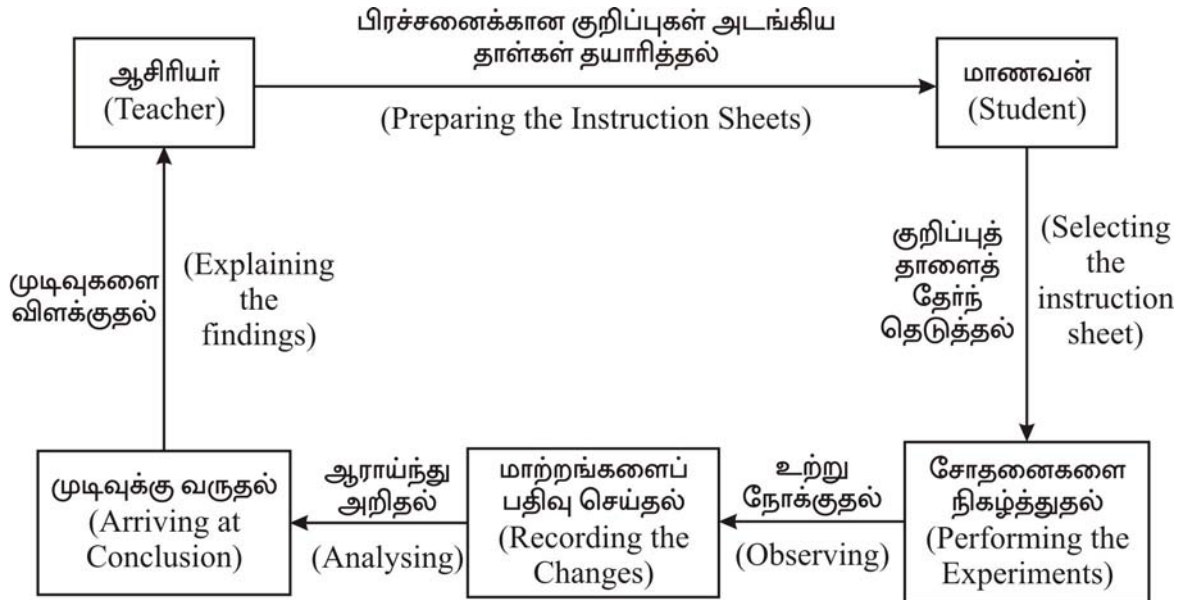 பிரச்சனைக்கான குறிப்புகள் அடங்கிய
தாள்கள் தயாரித்தல்
ஆசிரியர்
(Teacher)
(Preparing the Instruction Sheets)
மாணவன்
(Student)
குறிப்புத்
தாளைத்
தேர்ந்
தெடுத்தல்
(Selecting
the
instruction
sheet)
முடிவுகளை
விளக்குதல்
(Explaining
the
findings)
முடிவுக்கு வருதல்
(Arriving at
Conclusion)
ஆராய்ந்து
அறிதல்
(Analysing)
மாற்றங்களைப்
பதிவு செய்தல்
(Recording the
Changes)
உற்று
நோக்குதல்
(Observing)
சோதனைகளை
நிகழ்த்துதல்
(Performing the
Experiments)